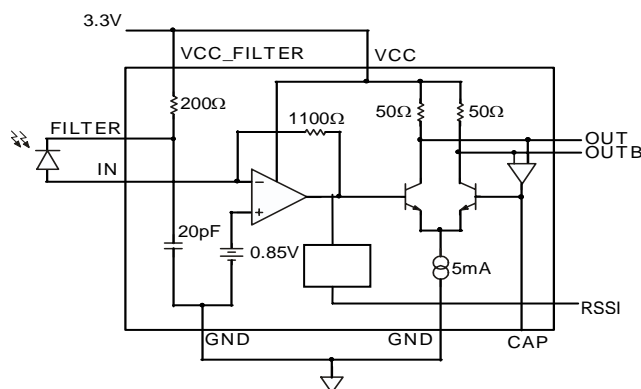 3.3V
VCC_FILTER
VCC
200Ω
1100Ω
50Ω
50Ω
FILTER
OUT
OUTB
IN
20pF
0.85V
5mA
RSSI
GND
GND
CAP